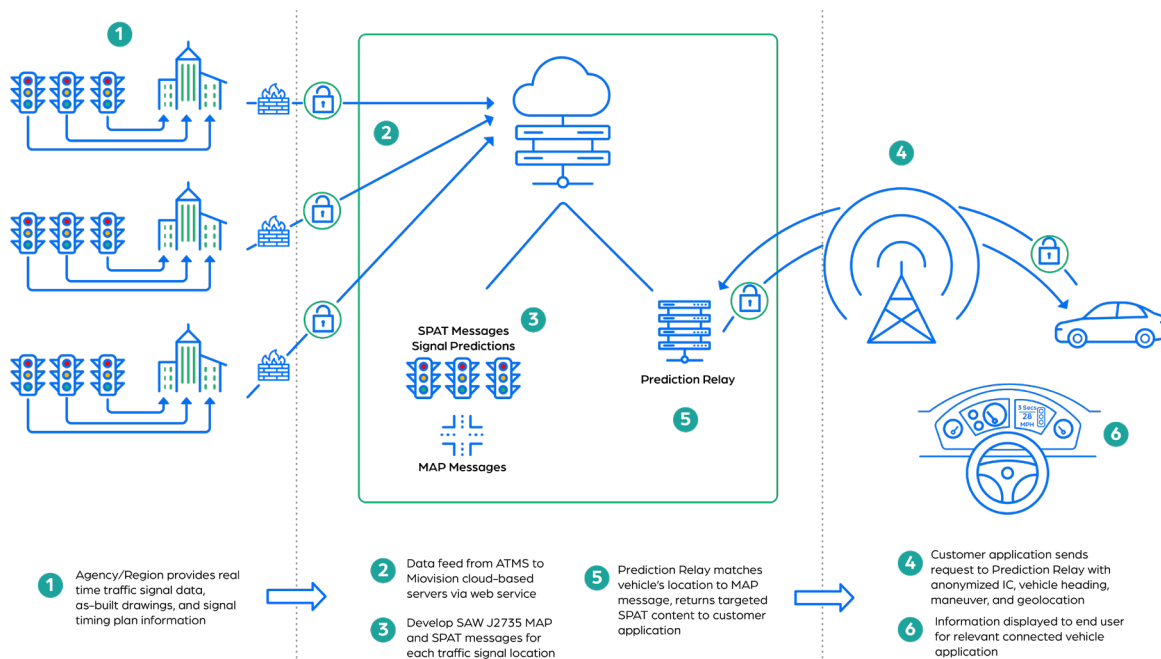 1
2
3
SPAT Messages
Signal Predictions
MAP Messages
Prediction Relay
5
4
3 Secs
28
MPH
6
1
Agency/Region provides real
time traffic signal data,
as-built drawings, and signal
timing plan information
2
Data feed from ATMS to
Miovision cloud-based
servers via web service
3
Develop SAW J2735 MAP
and SPAT messages for
each traffic signal location
5
Prediction Relay matches
vehicle's location to MAP
message, returns targeted
SPAT content to customer
application
4
Customer application sends
request to Prediction Relay with
anonymized IC, vehicle heading,
maneuver, and geolocation
6
Information displayed to end user
for relevant connected vehicle
application